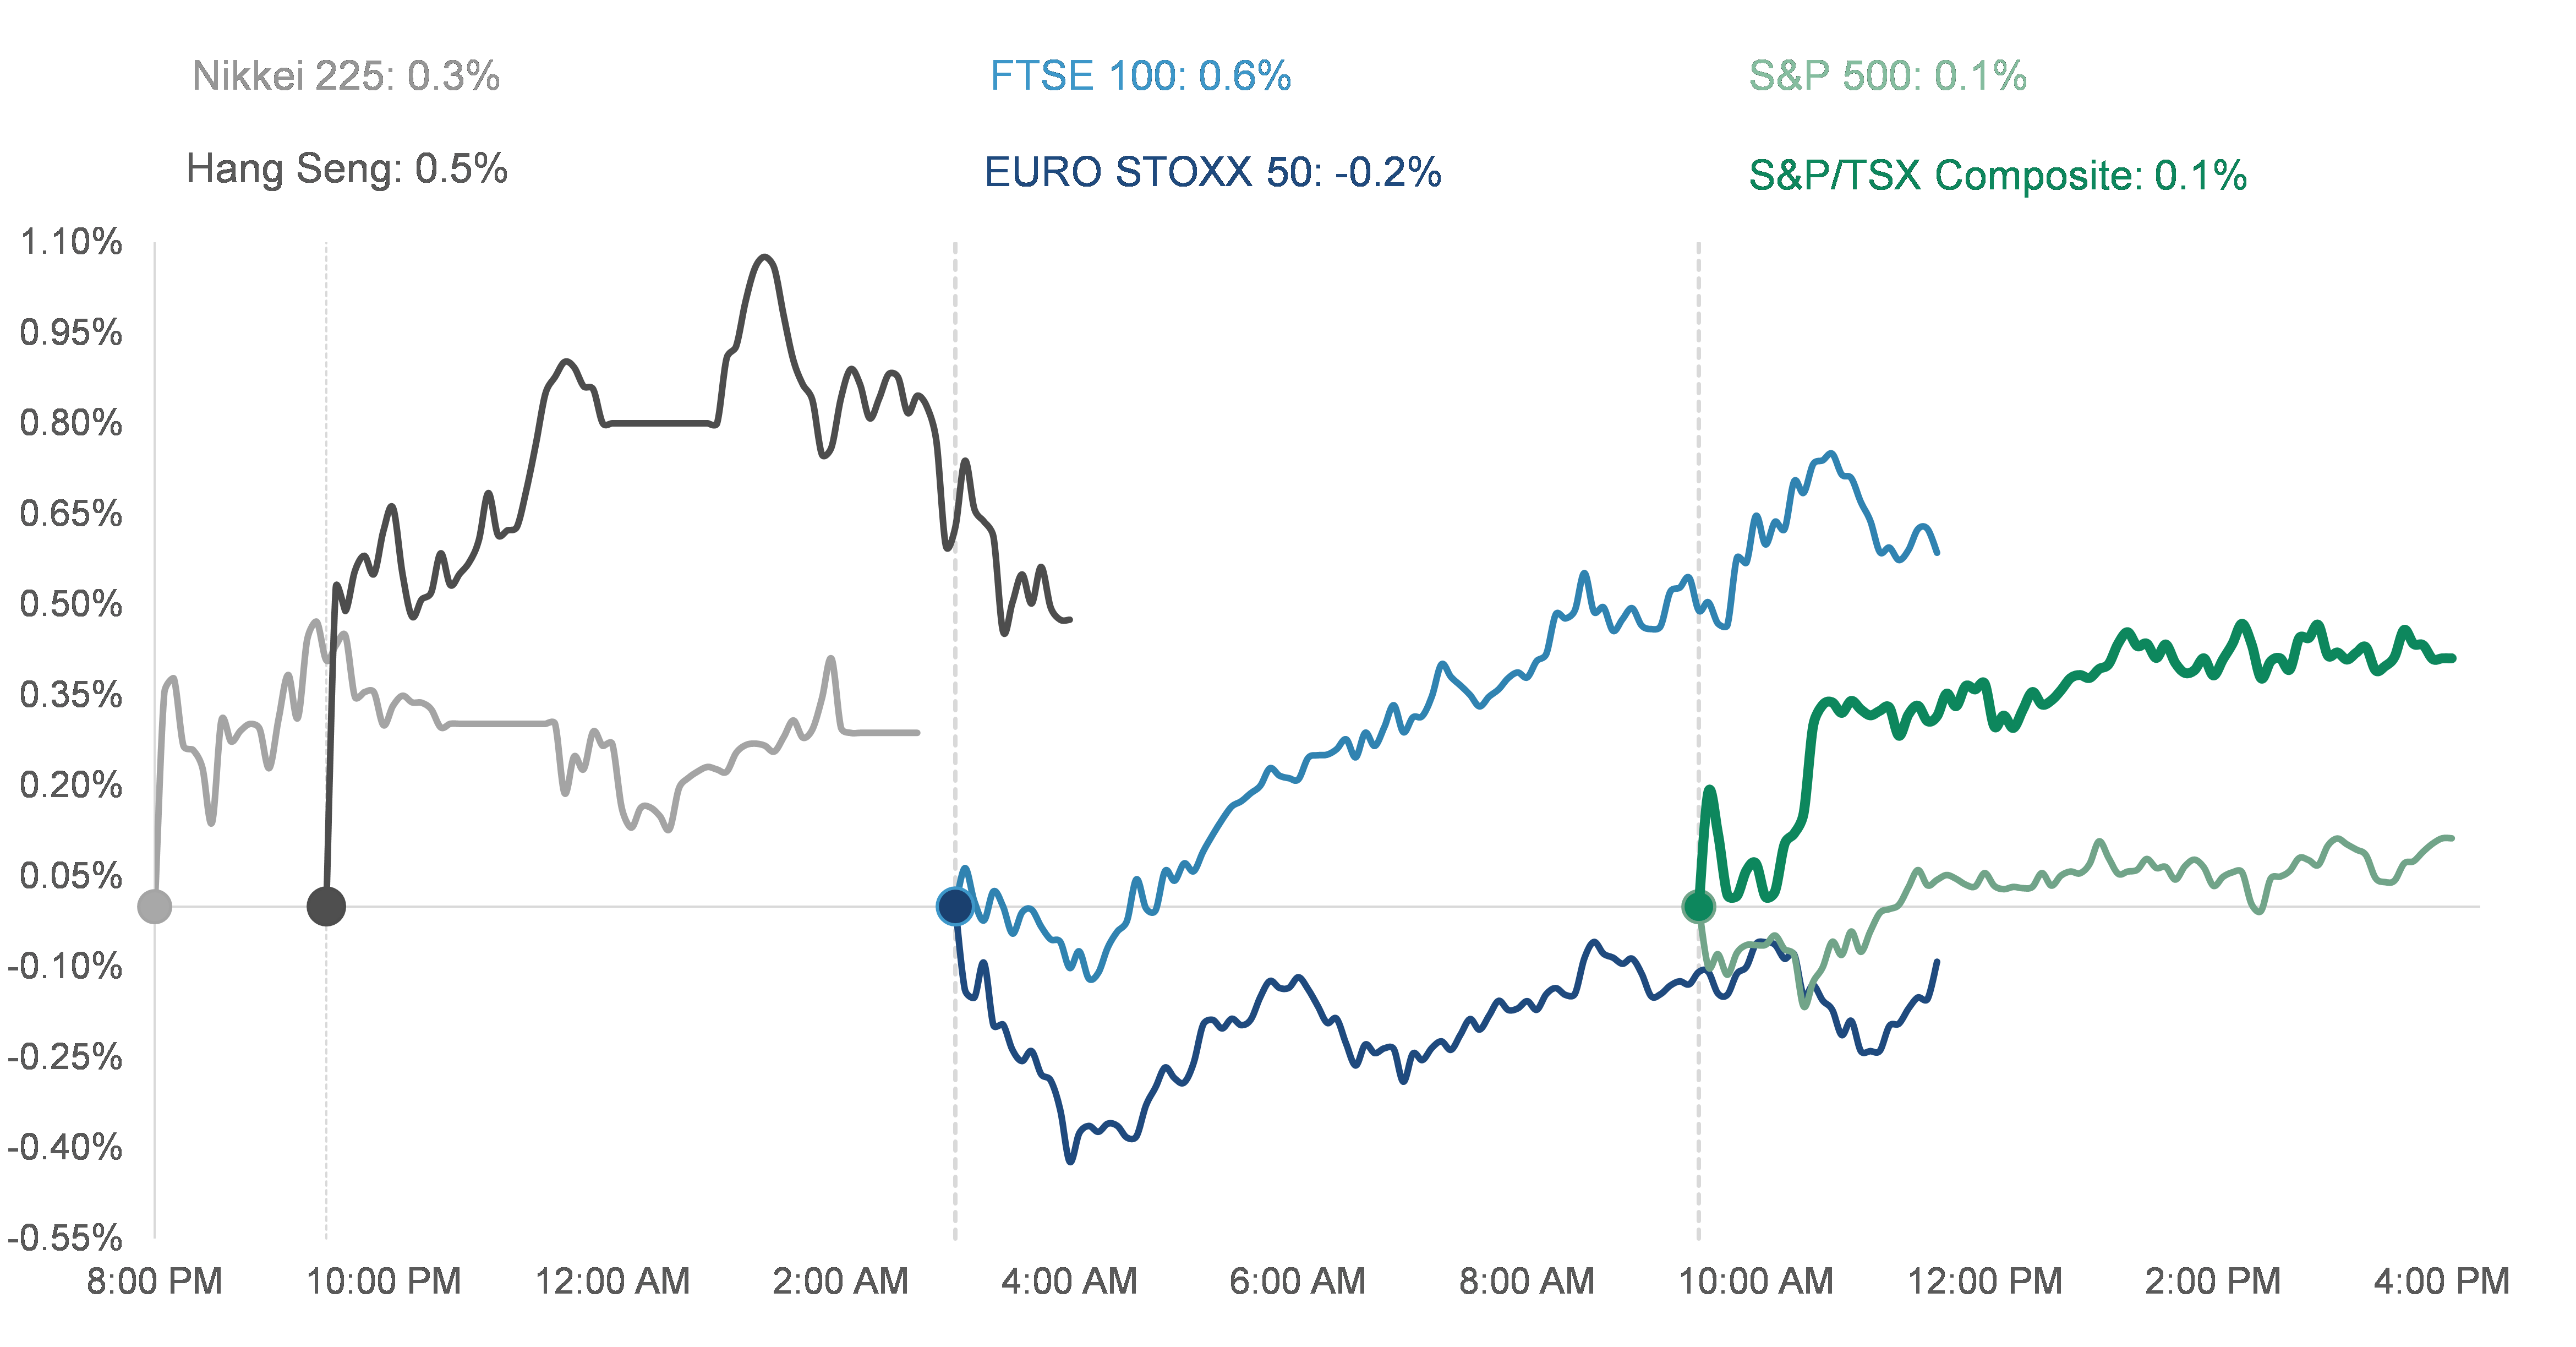 Nikkei 225: 0.3%
FTSE 100: 0.6%
S&P 500: 0.1%
Hang Seng: 0.5%
EURO STOXX 50: -0.2%
S&P/TSX Composite: 0.1%
1.10%
0.95%
0.80%
0.65%
0.50%
0.35%
0.20%
0.05%
-0.10%
-0.25%
-0.40%
-0.55%
8:00 PM
10:00 PM
12:00 AM
2:00 AM
4:00 AM
6:00 AM
8:00 AM
10:00 AM
12:00 PM
2:00 PM
4:00 PM